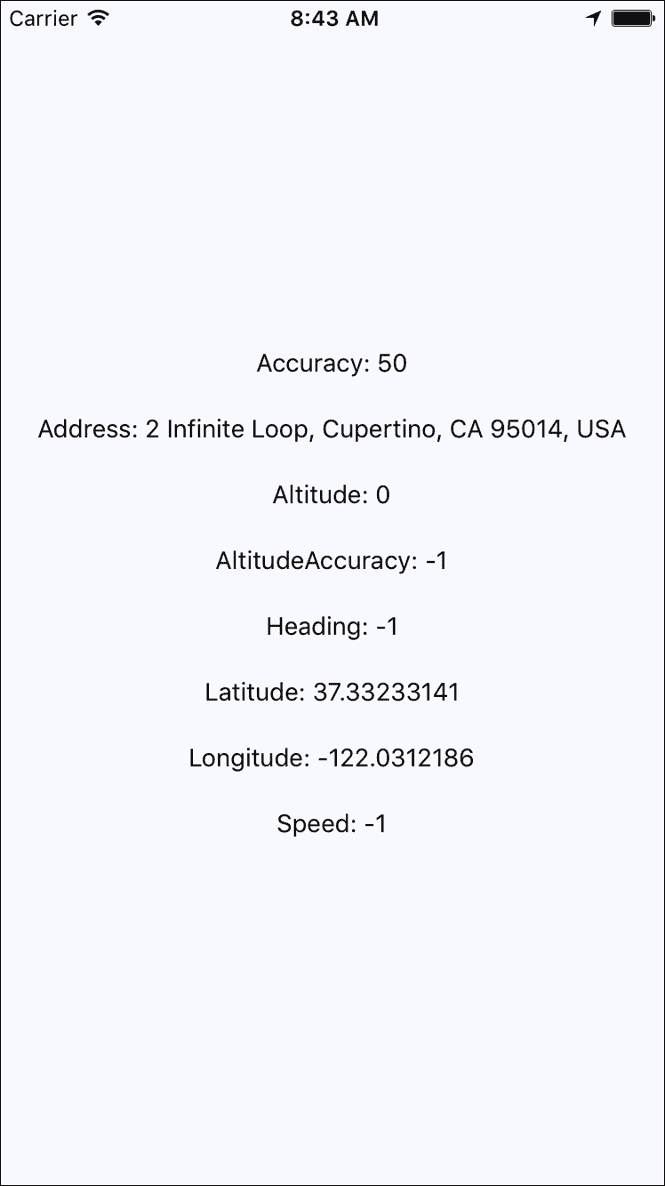 Carrier 8:43 AM
Accuracy: 50
Address: 2 Infinite Loop, Cupertino, CA 95014, USA
Altitude: 0
AltitudeAccuracy: -1
Heading: -1
Latitude: 37.33233141
Longitude: -122.0312186
Speed: -1